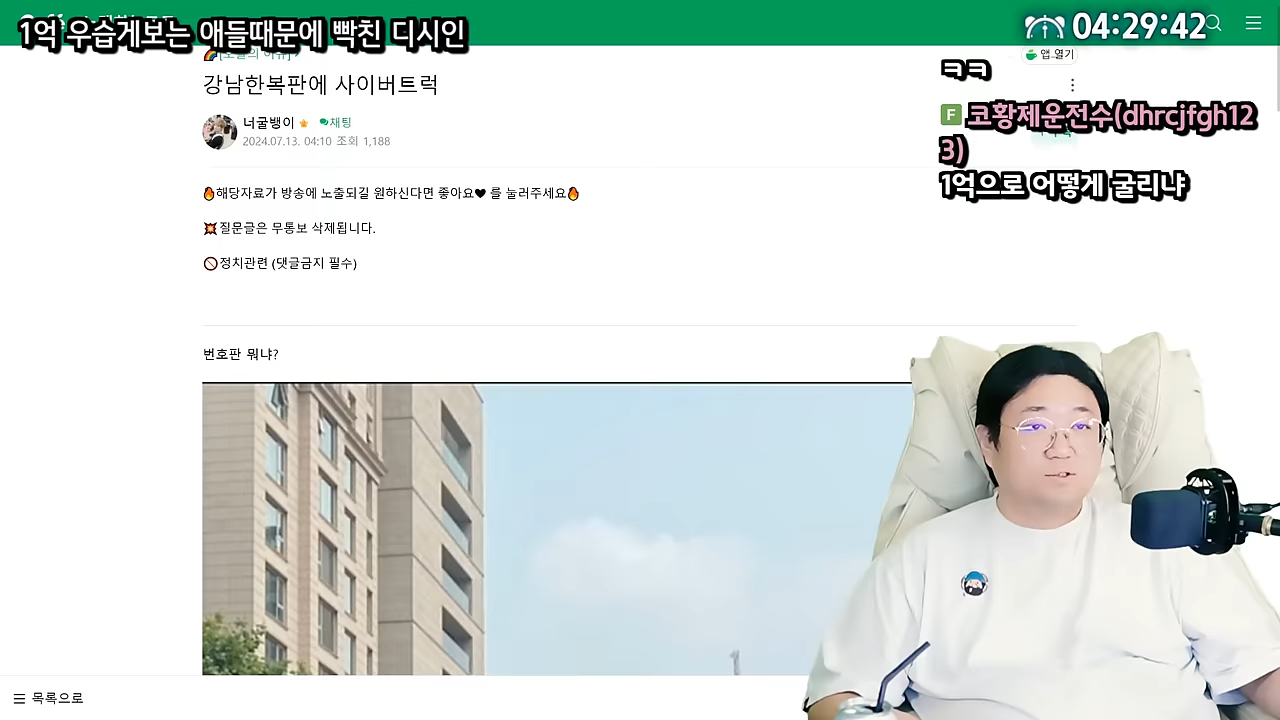 1억 우습게보는 애들때문에 빡친 디시인
04:29:42
앱 열기
강남한복판에 사이버트럭
너굴뱅이
채팅
2024.07.13. 04:10 조회 1,188
ㅋㅋ
F 코황제운전수(dhrcjfgh12
3)
1억으로 어떻게 굴리냐
해당자료가 방송에 노출되길 원하신다면 좋아요🖤 를 눌러주세요
질문글은 무통보 삭제됩니다.
정치관련 (댓글금지 필수)
번호판 뭐냐?
목록으로